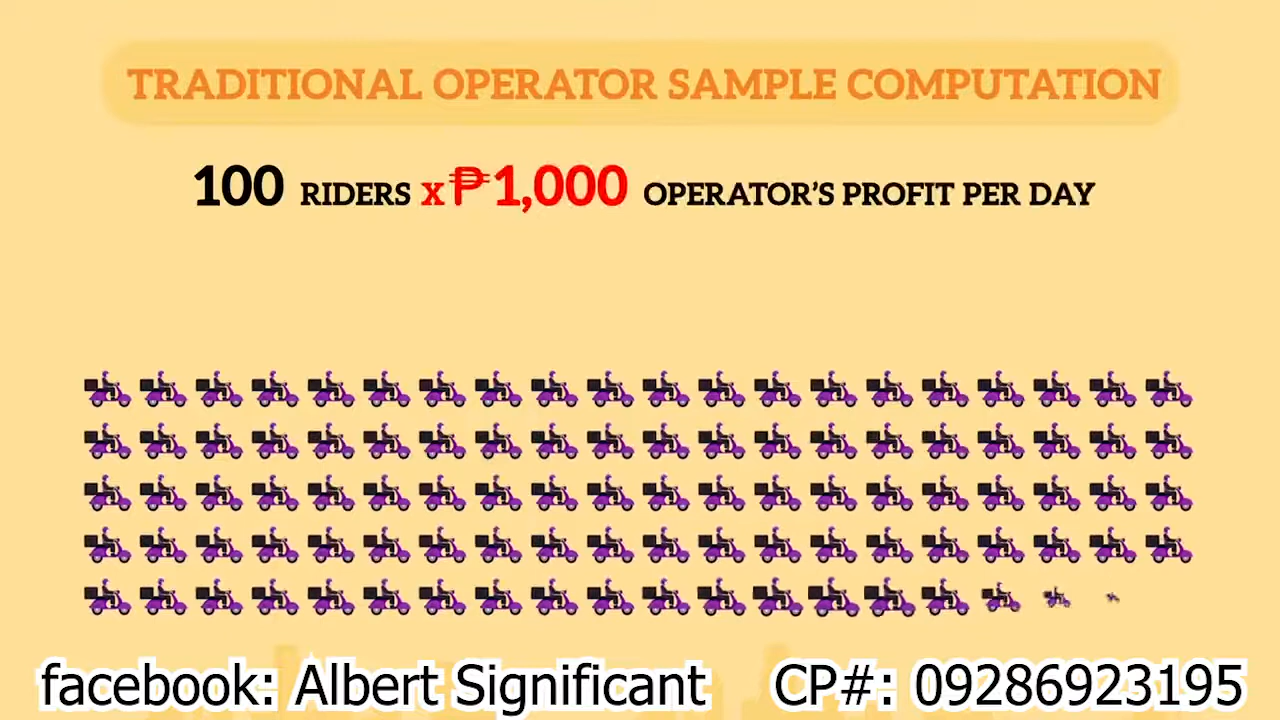 TRADITIONAL OPERATOR SAMPLE COMPUTATION
100 RIDERS x₱1,000 OPERATOR'S PROFIT PER DAY
facebook: Albert Significant CP#: 09286923195